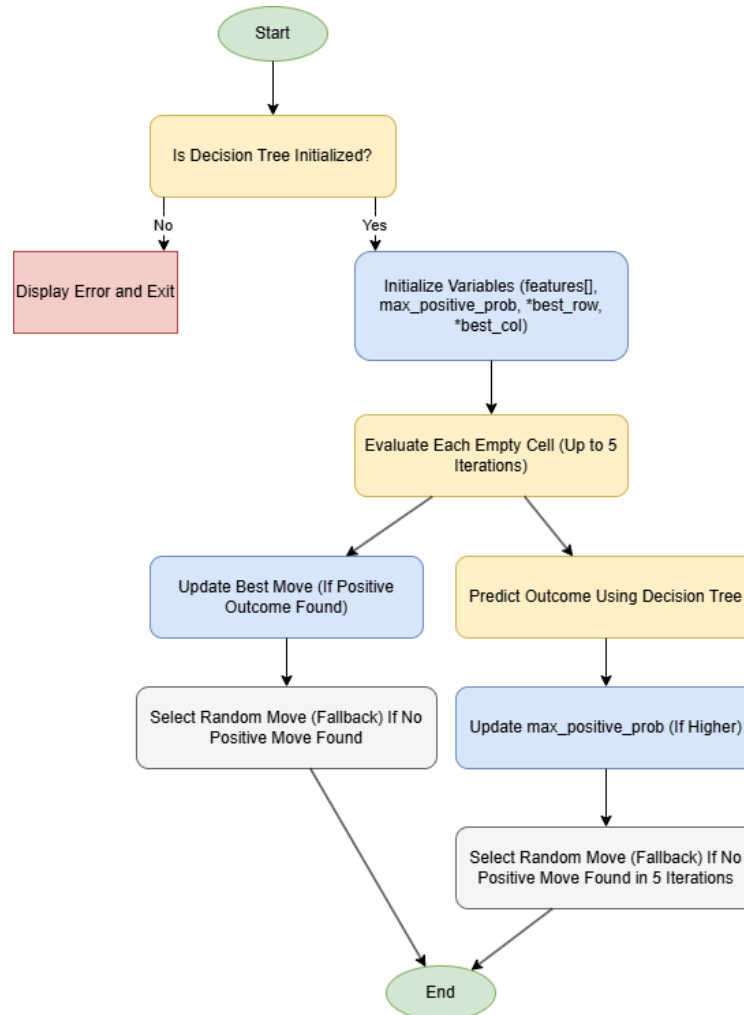 Start
Is Decision Tree Initialized?
No
Yes
Display Error and Exit
Initialize Variables (features[],
max_positive_prob, *best_row,
*best_col)
Evaluate Each Empty Cell (Up to 5
Iterations)
Update Best Move (If Positive
Outcome Found)
Predict Outcome Using Decision Tree
Select Random Move (Fallback) If No
Positive Move Found
Update max_positive_prob (If Higher)
Select Random Move (Fallback) If No
Positive Move Found in 5 Iterations
End